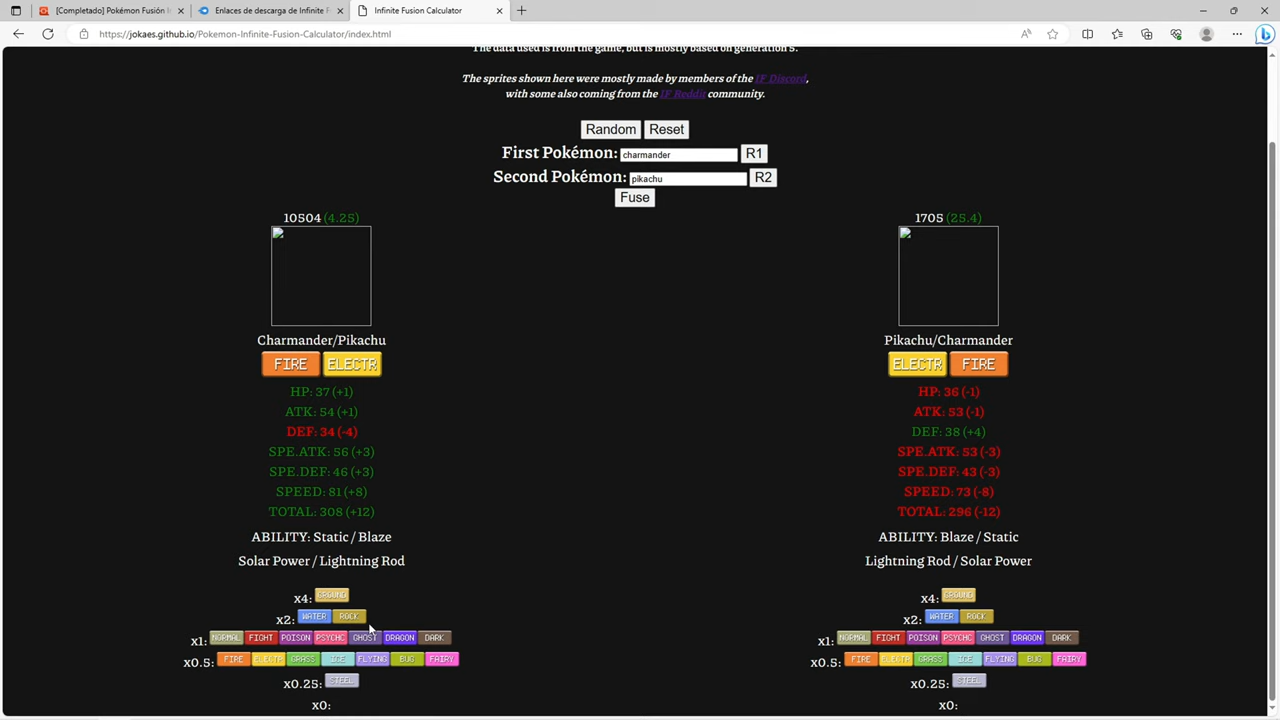 [Completado] Pokémon Fusión I
Enlaces de descarga de Infinite F
Infinite Fusion Calculator
https://jokaes.github.io/Pokemon-Infinite-Fusion-Calculator/index.html
The data used is from the game, but is mostly based on generation 5.
The sprites shown here were mostly made by members of the IF Discord,
with some also coming from the IF Reddit community.
Random Reset
First Pokémon: charmander R1
Second Pokémon: pikachu R2
Fuse
10504 (4.25)
Charmander/Pikachu
FIRE ELECTR
HP: 37 (+1)
ATK: 54 (+1)
DEF: 34 (-4)
SPE.ATK: 56 (+3)
SPE.DEF: 46 (+3)
SPEED: 81 (+8)
TOTAL: 308 (+12)
ABILITY: Static / Blaze
Solar Power / Lightning Rod
x4: GROUND
x2: WATER ROCK
x1: NORMAL FIGHT POISON PSYCHC GHOST DRAGON DARK
x0.5: FIRE ELECTR GRASS ICE FLYING BUG FAIRY
x0.25: STEEL
x0:
1705 (25.4)
Pikachu/Charmander
ELECTR FIRE
HP: 36 (-1)
ATK: 53 (-1)
DEF: 38 (+4)
SPE.ATK: 53 (-3)
SPE.DEF: 43 (-3)
SPEED: 73 (-8)
TOTAL: 296 (-12)
ABILITY: Blaze / Static
Lightning Rod / Solar Power
x4: GROUND
x2: WATER ROCK
x1: NORMAL FIGHT POISON PSYCHC GHOST DRAGON DARK
x0.5: FIRE ELECTR GRASS ICE FLYING BUG FAIRY
x0.25: STEEL
x0: